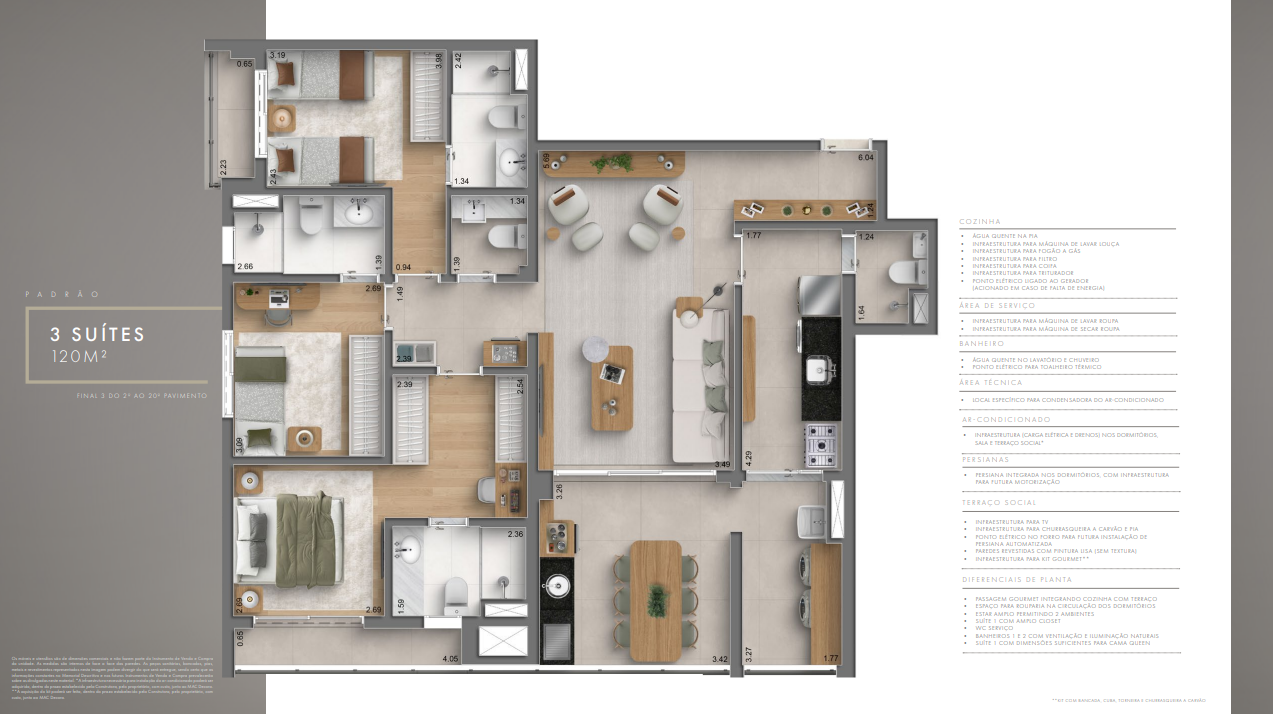 PADRÃO
3 SUÍTES
120M²
FINAL 3 DO 2º AO 20º PAVIMENTO
3.19
0.65
3.98
2.42
2.23
2.43
1.34
1.34
2.66
1.39
0.94
1.39
5.69
6.04
1.24
1.77
1.24
1.64
2.69
1.49
2.39
2.39
2.54
3.09
3.49
4.29
3.26
2.36
1.59
2.69
2.69
0.65
4.05
3.42
3.27
1.77
COZINHA
• ÁGUA QUENTE NA PIA
• INFRAESTRUTURA PARA MÁQUINA DE LAVAR LOUÇA
• INFRAESTRUTURA PARA FOGÃO A GÁS
• INFRAESTRUTURA PARA FILTRO
• INFRAESTRUTURA PARA COIFA
• INFRAESTRUTURA PARA TRITURADOR
• PONTO ELÉTRICO LIGADO AO GERADOR
(ACIONADO EM CASO DE FALTA DE ENERGIA)
ÁREA DE SERVIÇO
• INFRAESTRUTURA PARA MÁQUINA DE LAVAR ROUPA
• INFRAESTRUTURA PARA MÁQUINA DE SECAR ROUPA
BANHEIRO
• ÁGUA QUENTE NO LAVATÓRIO E CHUVEIRO
• PONTO ELÉTRICO PARA TOALHEIRO TÉRMICO
ÁREA TÉCNICA
• LOCAL ESPECÍFICO PARA CONDENSADORA DO AR-CONDICIONADO
AR-CONDICIONADO
• INFRAESTRUTURA (CARGA ELÉTRICA E DRENOS) NOS DORMITÓRIOS,
SALA E TERRAÇO SOCIAL*
PERSIANAS
• PERSIANA INTEGRADA NOS DORMITÓRIOS, COM INFRAESTRUTURA
PARA FUTURA MOTORIZAÇÃO
TERRAÇO SOCIAL
• INFRAESTRUTURA PARA TV
• INFRAESTRUTURA PARA CHURRASQUEIRA A CARVÃO E PIA
• PONTO ELÉTRICO NO FORRO PARA FUTURA INSTALAÇÃO DE
PERSIANA AUTOMATIZADA
• PAREDES REVESTIDAS COM PINTURA LISA (SEM TEXTURA)
• INFRAESTRUTURA PARA KIT GOURMET**
DIFERENCIAIS DE PLANTA
• PASSAGEM GOURMET INTEGRANDO COZINHA COM TERRAÇO
• ESPAÇO PARA ROUPARIA NA CIRCULAÇÃO DOS DORMITÓRIOS
• ESTAR AMPLO PERMITINDO 2 AMBIENTES
• SUÍTE 1 COM AMPLO CLOSET
• WC SERVIÇO
• BANHEIROS 1 E 2 COM VENTILAÇÃO E ILUMINAÇÃO NATURAIS
• SUÍTE 1 COM DIMENSÕES SUFICIENTES PARA CAMA QUEEN
**KIT COM BANCADA, CUBA, TORNEIRA E CHURRASQUEIRA A CARVÃO